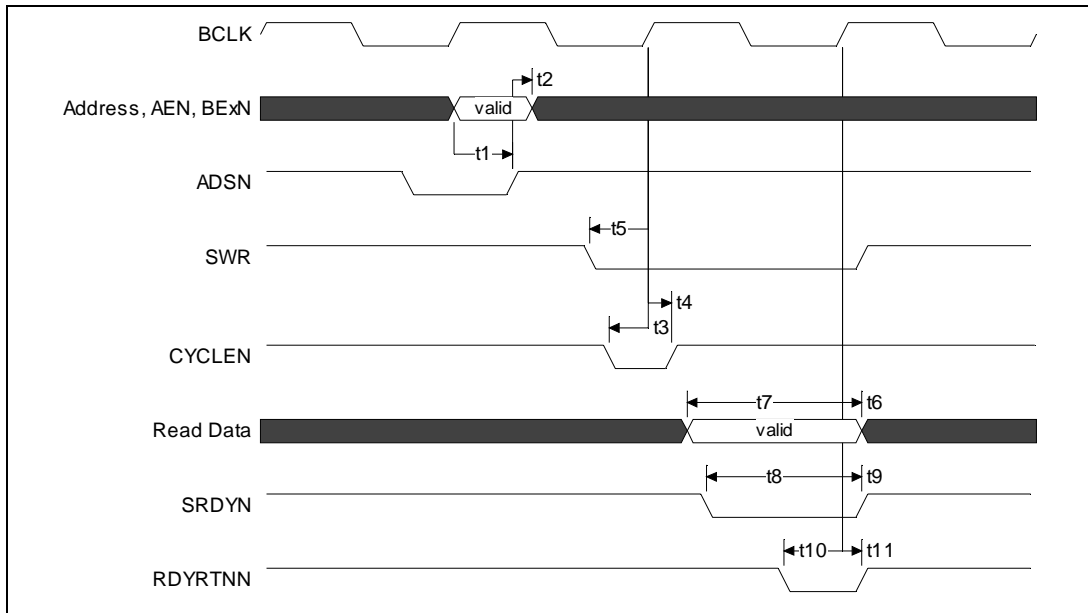 BCLK
t2
Address, AEN, BExN
valid
t1
ADSN
t5
SWR
t4
t3
CYCLEN
t7
t6
Read Data
valid
t8
t9
SRDYN
t10
t11
RDYRTNN